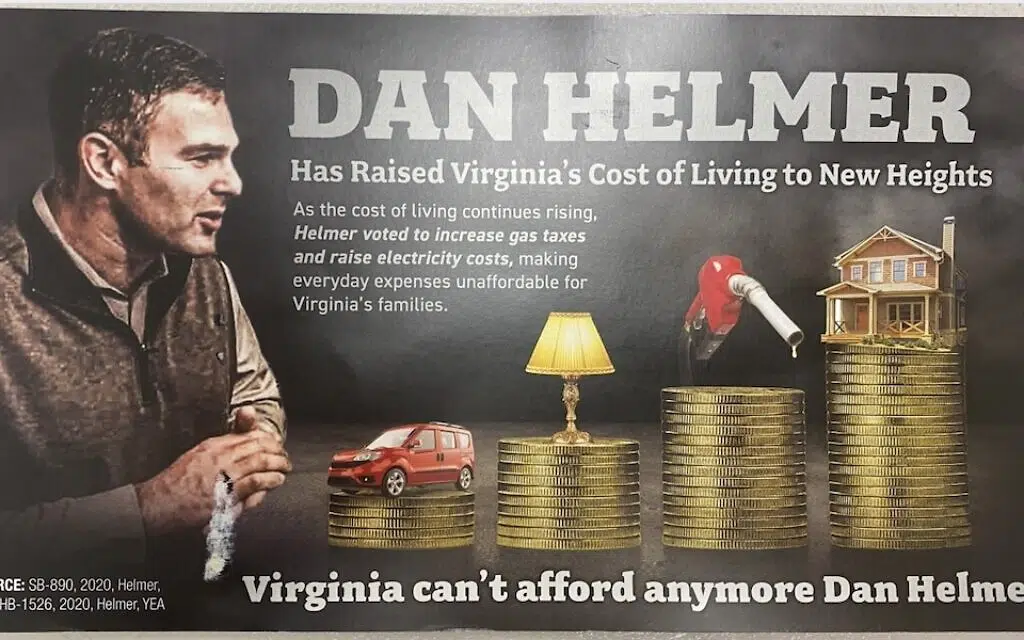 DAN HELMER
Has Raised Virginia's Cost of Living to New Heights
As the cost of living continues rising,
Helmer voted to increase gas taxes
and raise electricity costs, making
everyday expenses unaffordable for
Virginia's families.
RCE: SB-890, 2020, Helmer,
HB-1526, 2020, Helmer, YEA
Virginia can't afford anymore Dan Helme